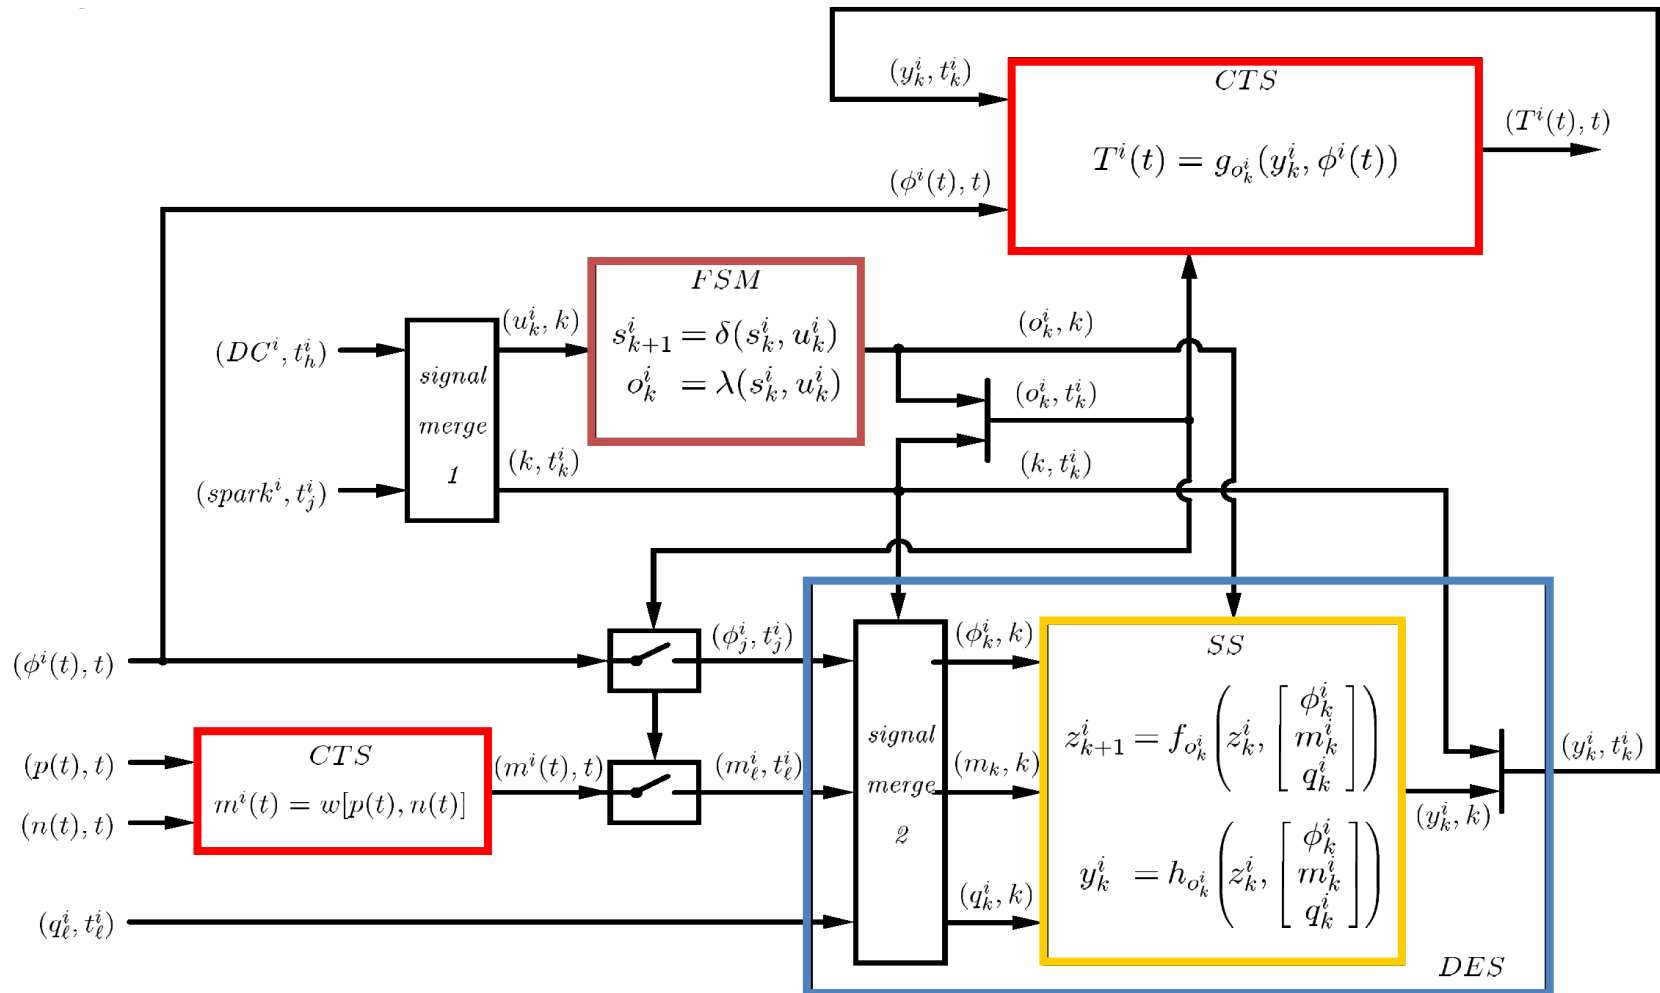 (y_k^i, t_k^i)
CTS
T^i(t) = g_{o_k^i}(y_k^i, ϕ^i(t))
(T^i(t), t)
(ϕ^i(t), t)
FSM
s_{k+1}^i = δ(s_k^i, u_k^i)
o_k^i = λ(s_k^i, u_k^i)
(u_k^i, k)
(o_k^i, k)
(DC^i, t_h^i)
signal
merge
1
(o_k^i, t_k^i)
(k, t_k^i)
(k, t_k^i)
(spark^i, t_j^i)
(ϕ^i(t), t)
(ϕ_j^i, t_j^i)
(ϕ_k^i, k)
SS
z_{k+1}^i = f_{o_k^i}(z_k^i, [ϕ_k^i m_k^i q_k^i])
y_k^i = h_{o_k^i}(z_k^i, [ϕ_k^i m_k^i q_k^i])
signal
merge
2
(p(t), t)
(n(t), t)
CTS
m^i(t) = w[p(t), n(t)]
(m^i(t), t)
(m_ℓ^i, t_ℓ^i)
(m_k, k)
(y_k^i, t_k^i)
(y_k^i, k)
(q_ℓ^i, t_ℓ^i)
(q_k^i, k)
DES